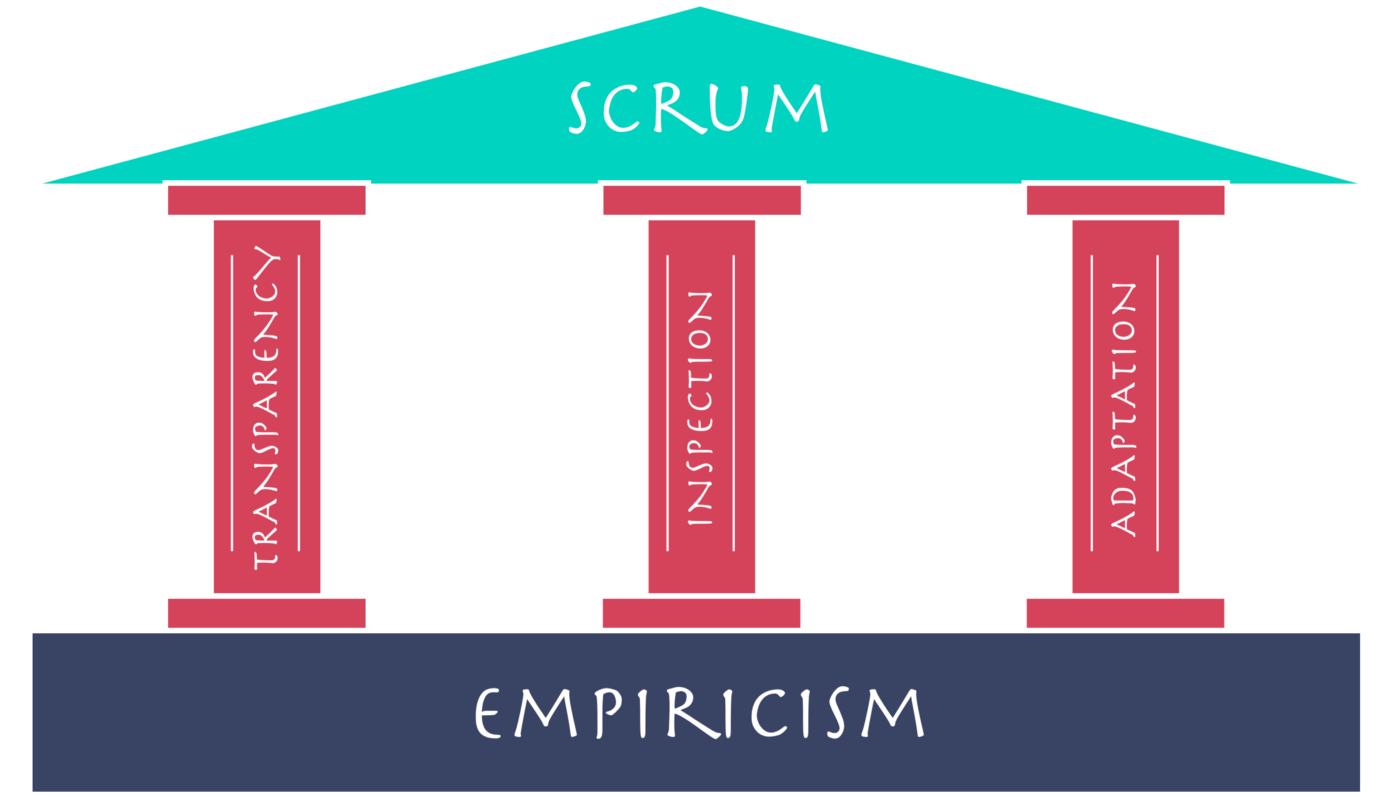 SCRUM
TRANSPARENCY
INSPECTION
ADAPTATION
EMPIRICISM